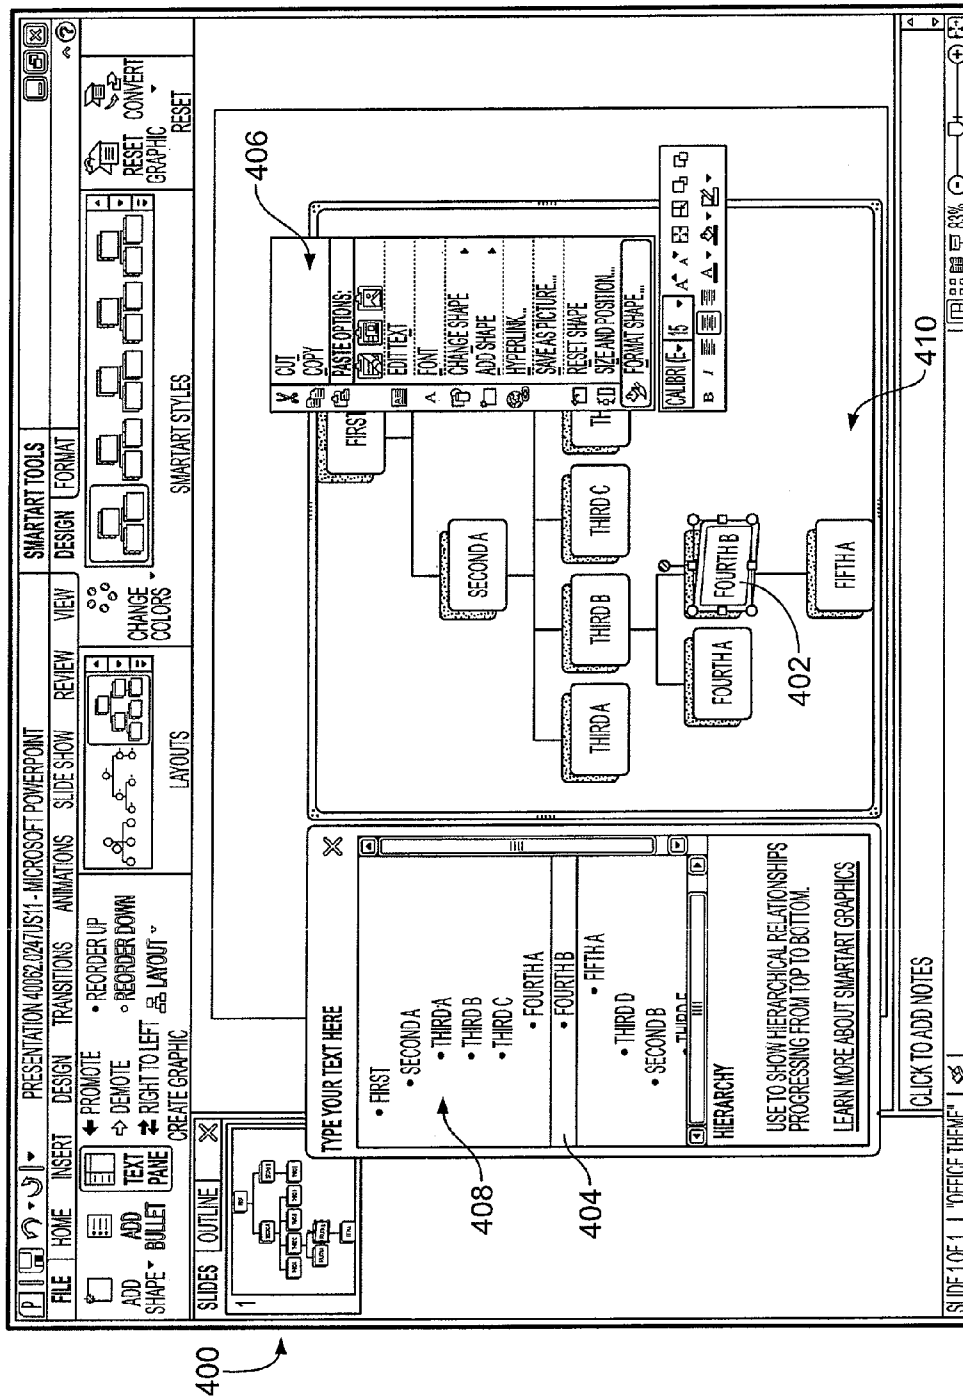 PRESENTATION 40062.0247US11 - MICROSOFT POWERPOINT
SMARTART TOOLS
FILE HOME INSERT DESIGN TRANSITIONS ANIMATIONS SLIDE SHOW REVIEW VIEW DESIGN FORMAT
ADD SHAPE
ADD BULLET
TEXT PANE
PROMOTE
DEMOTE
RIGHT TO LEFT
REORDER UP
REORDER DOWN
LAYOUT
CREATE GRAPHIC
LAYOUTS
CHANGE COLORS
SMARTART STYLES
RESET GRAPHIC
CONVERT
RESET
SLIDES OUTLINE
1
TYPE YOUR TEXT HERE
• FIRST
• SECOND A
• THIRD A
• THIRD B
• THIRD C
• FOURTH A
• FOURTH B
• FIFTH A
• THIRD D
• SECOND B
• THIRD E
HIERARCHY
USE TO SHOW HIERARCHICAL RELATIONSHIPS
PROGRESSING FROM TOP TO BOTTOM.
LEARN MORE ABOUT SMARTART GRAPHICS
FIRST
SECOND A
THIRD A
THIRD B
THIRD C
TH
FOURTH A
FOURTH B
FIFTH A
CUT
COPY
PASTE OPTIONS:
EDIT TEXT
FONT
CHANGE SHAPE
ADD SHAPE
HYPERLINK...
SAVE AS PICTURE...
RESET SHAPE
SIZE AND POSITION...
FORMAT SHAPE...
CALIBRI (E 15 A A
B I A
CLICK TO ADD NOTES
SLIDE 1 OF 1 "OFFICE THEME" 83%
400
402
404
406
408
410